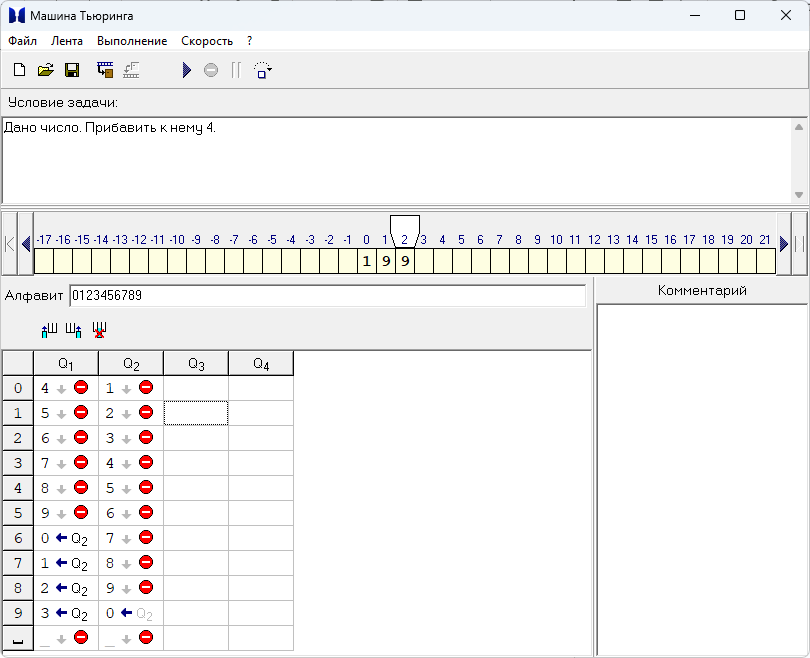 Машина Тьюринга
Файл Лента Выполнение Скорость ?
Условие задачи:
Дано число. Прибавить к нему 4.
-17 -16 -15 -14 -13 -12 -11 -10 -9 -8 -7 -6 -5 -4 -3 -2 -1 0 1 2 3 4 5 6 7 8 9 10 11 12 13 14 15 16 17 18 19 20 21
1 9 9
Алфавит 0123456789
Комментарий
Q1 Q2 Q3 Q4
0 4 1
1 5 2
2 6 3
3 7 4
4 8 5
5 9 6
6 0 ← Q2 7
7 1 ← Q2 8
8 2 ← Q2 9
9 3 ← Q2 0 ← Q2
_ _ _